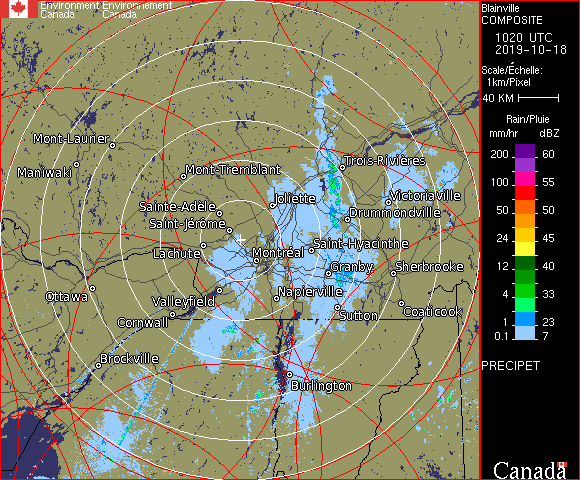 Environment Environnement
Canada Canada
Blainville
COMPOSITE
1020 UTC
2019-10-18
Scale/Échelle:
1km/Pixel
40 KM
Rain/Pluie
mm/hr dBZ
200 60
150 57
100 55
50 50
24 45
12 40
4 33
1 23
0.1 7
PRECIPET
Canada
Mont-Laurier
Maniwaki
Mont-Tremblant
Trois-Rivières
Joliette
Victoriaville
Sainte-Adèle
Drummondville
Saint-Jérôme
Saint-Hyacinthe
Lachute
Montréal
Granby
Sherbrooke
Ottawa
Valleyfield
Napierville
Cornwall
Sutton
Coaticook
Brockville
Burlington